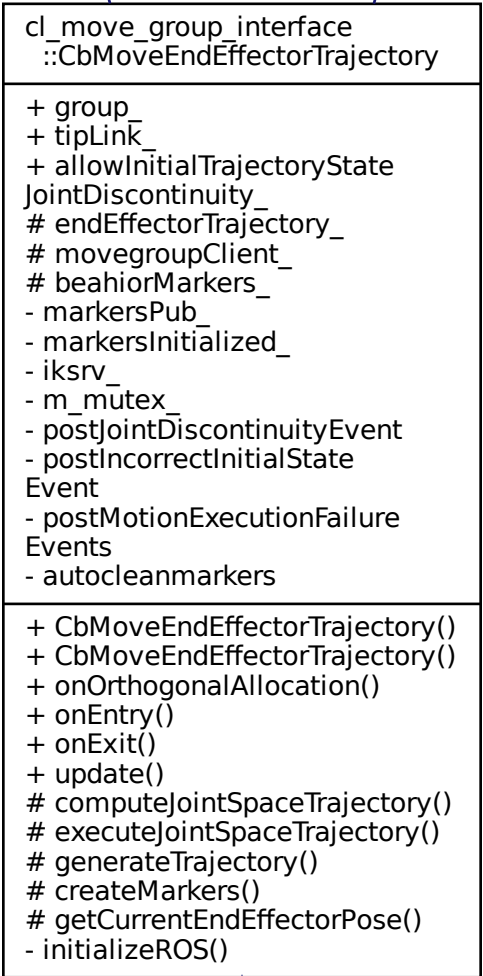 cl_move_group_interface
::CbMoveEndEffectorTrajectory
+ group_
+ tipLink_
+ allowInitialTrajectoryState
JointDiscontinuity_
# endEffectorTrajectory_
# movegroupClient_
# beahiorMarkers_
- markersPub_
- markersInitialized_
- iksrv_
- m_mutex_
- postJointDiscontinuityEvent
- postIncorrectInitialState
Event
- postMotionExecutionFailure
Events
- autocleanmarkers
+ CbMoveEndEffectorTrajectory()
+ CbMoveEndEffectorTrajectory()
+ onOrthogonalAllocation()
+ onEntry()
+ onExit()
+ update()
# computeJointSpaceTrajectory()
# executeJointSpaceTrajectory()
# generateTrajectory()
# createMarkers()
# getCurrentEndEffectorPose()
- initializeROS()